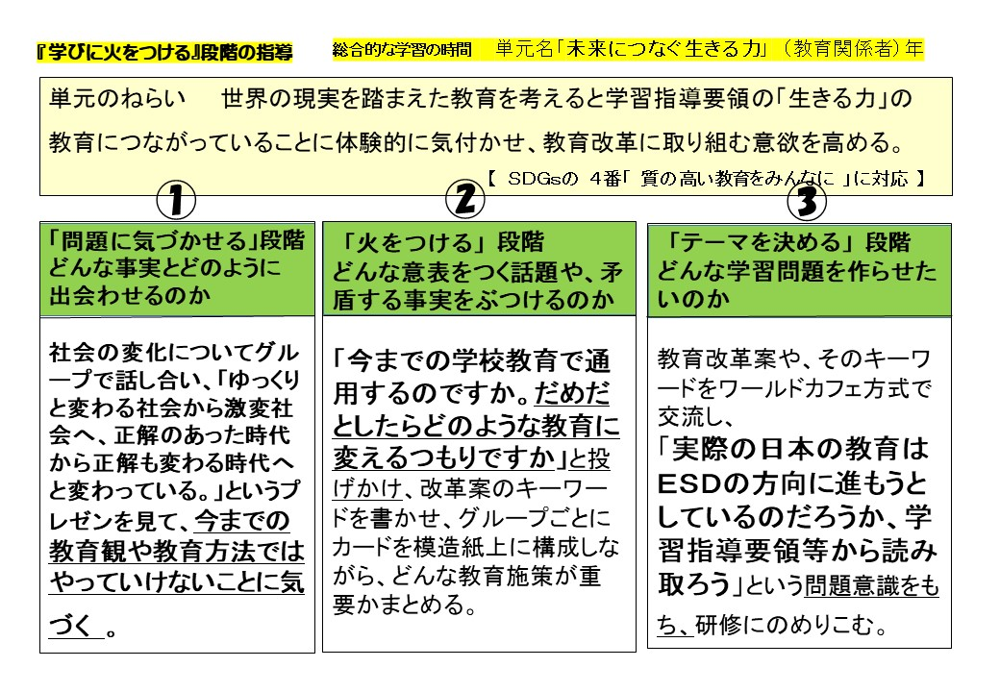 『学びに火をつける』段階の指導
総合的な学習の時間　単元名「未来につなぐ生きる力」（教育関係者）年
単元のねらい　世界の現実を踏まえた教育を考えると学習指導要領の「生きる力」の
教育につながっていることに体験的に気付かせ、教育改革に取り組む意欲を高める。
【 SDGsの 4番「 質の高い教育をみんなに 」に対応 】
①
「問題に気づかせる」段階
どんな事実とどのように
出会わせるのか
社会の変化についてグル
ープで話し合い、「ゆっくり
と変わる社会から激変社
会へ、正解のあった時代
から正解も変わる時代へ
と変わっている。」というプ
レゼンを見て、今までの
教育観や教育方法では
やっていけないことに気
づく 。
②
「火をつける」段階
どんな意表をつく話題や、矛
盾する事実をぶつけるのか
「今までの学校教育で通
用するのですか。だめだ
としたらどのような教育に
変えるつもりですか」と投
げかけ、改革案のキーワー
ドを書かせ、グループごとに
カードを模造紙上に構成しな
がら、どんな教育施策が重
要かまとめる。
③
「テーマを決める」段階
どんな学習問題を作らせた
いのか
教育改革案や、そのキーワ
ードをワールドカフェ方式で
交流し、
「実際の日本の教育は
ESDの方向に進もうと
しているのだろうか、学
習指導要領等から読み
取ろう」という問題意識をも
ち、研修にのめりこむ。